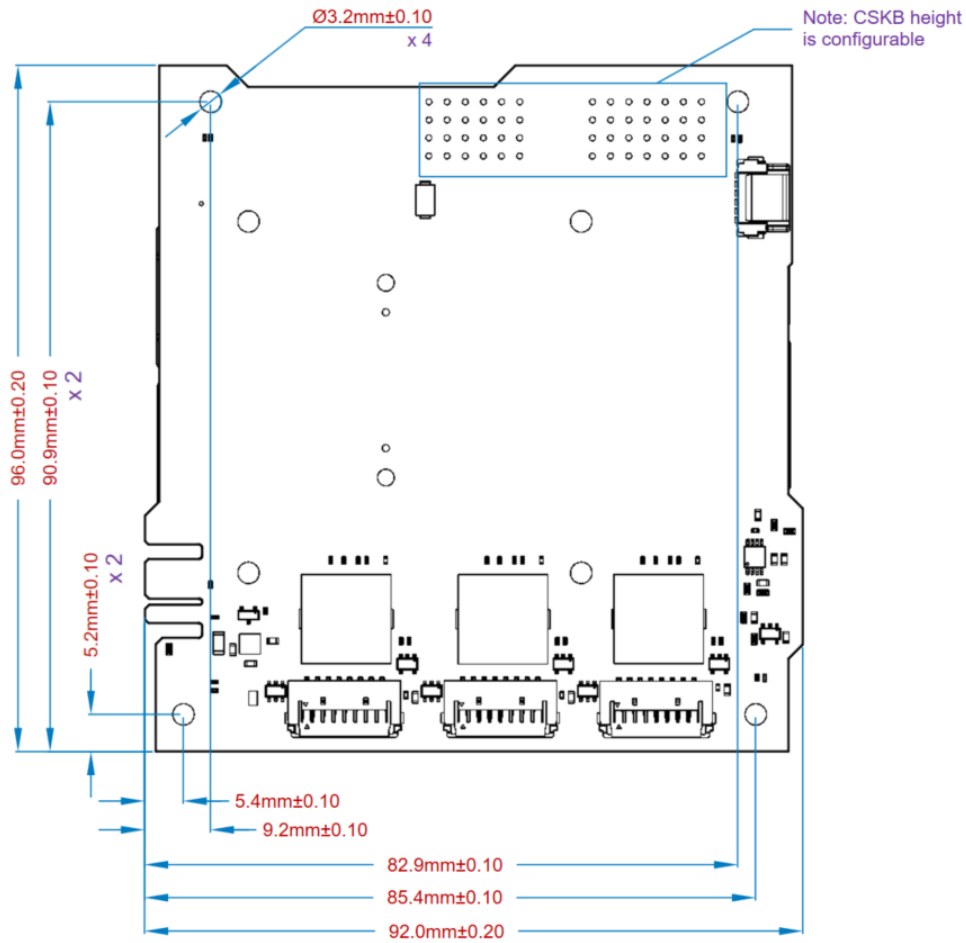 Ø3.2mm±0.10
x 4
Note: CSKB height
is configurable
96.0mm±0.20
90.9mm±0.10
x 2
5.2mm±0.10
x 2
5.4mm±0.10
9.2mm±0.10
82.9mm±0.10
85.4mm±0.10
92.0mm±0.20